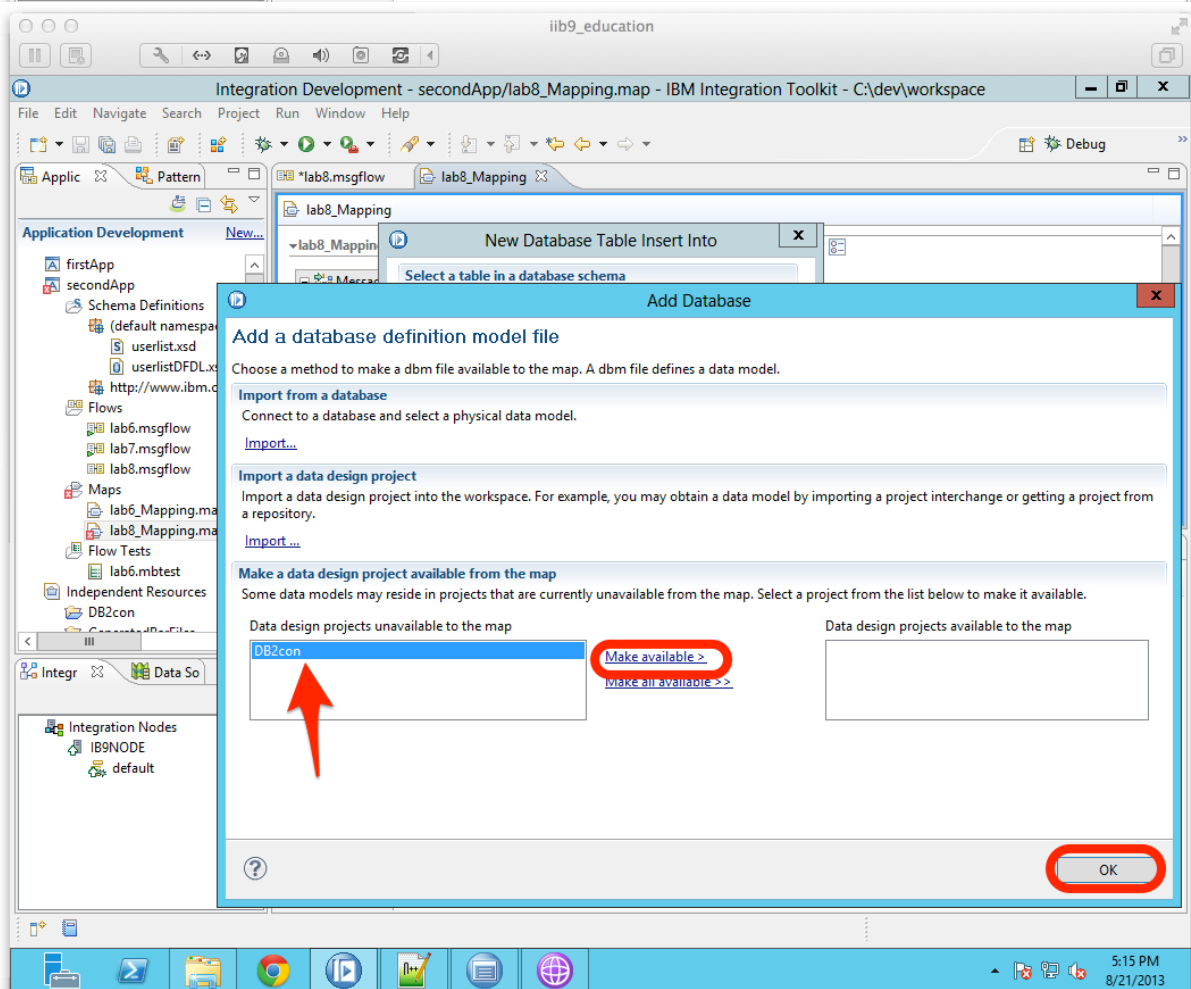 iib9_education
Integration Development - secondApp/lab8_Mapping.map - IBM Integration Toolkit - C:\dev\workspace
File Edit Navigate Search Project Run Window Help
Debug
Applic
Pattern
*lab8.msgflow
lab8_Mapping
lab8_Mapping
Application Development
New...
lab8_Mappin
New Database Table Insert Into
Select a table in a database schema
firstApp
secondApp
Schema Definitions
(default namespa
userlist.xsd
userlistDFDL.xs
http://www.ibm.c
Flows
lab6.msgflow
lab7.msgflow
lab8.msgflow
Maps
lab6_Mapping.ma
lab8_Mapping.ma
Flow Tests
lab6.mbtest
Independent Resources
DB2con
Integr
Data So
Integration Nodes
IB9NODE
default
Add Database
Add a database definition model file
Choose a method to make a dbm file available to the map. A dbm file defines a data model.
Import from a database
Connect to a database and select a physical data model.
Import...
Import a data design project
Import a data design project into the workspace. For example, you may obtain a data model by importing a project interchange or getting a project from
a repository.
Import ...
Make a data design project available from the map
Some data models may reside in projects that are currently unavailable from the map. Select a project from the list below to make it available.
Data design projects unavailable to the map
Data design projects available to the map
DB2con
Make available >
Make all available >>
OK
5:15 PM
8/21/2013